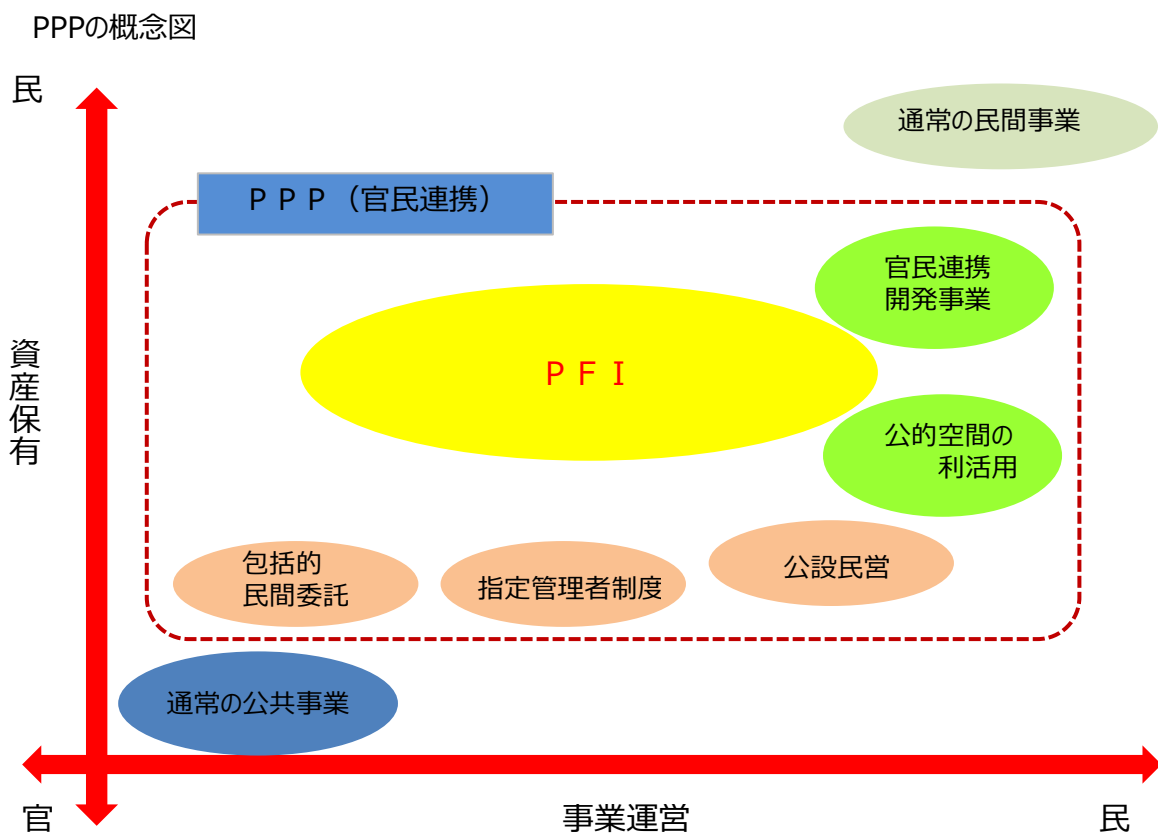 PPPの概念図
民
通常の民間事業
ＰＰＰ（官民連携）
官民連携
開発事業
ＰＦＩ
資産保有
公的空間の
利活用
包括的
民間委託
指定管理者制度
公設民営
通常の公共事業
官
事業運営
民